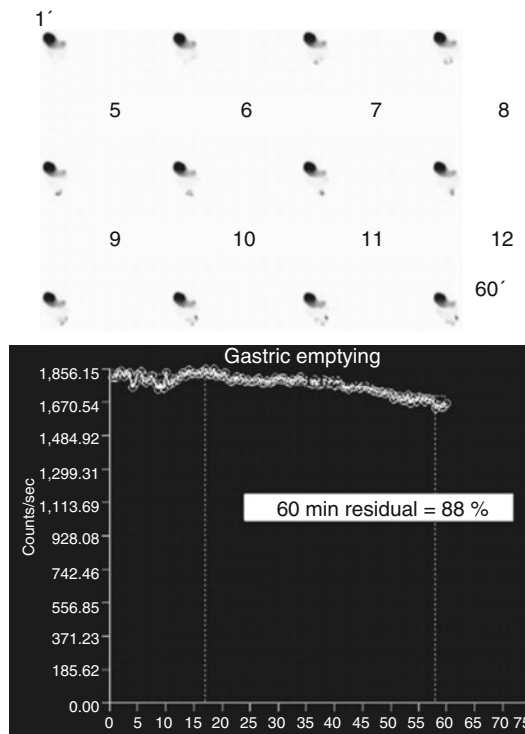 1´
5 6 7 8
9 10 11 12
60´
Gastric emptying
1,856.15
1,670.54
1,484.92
1,299.31
1,113.69
928.08
742.46
556.85
371.23
185.62
0.00
Counts/sec
60 min residual = 88 %
0 5 10 15 20 25 30 35 40 45 50 55 60 65 70 75